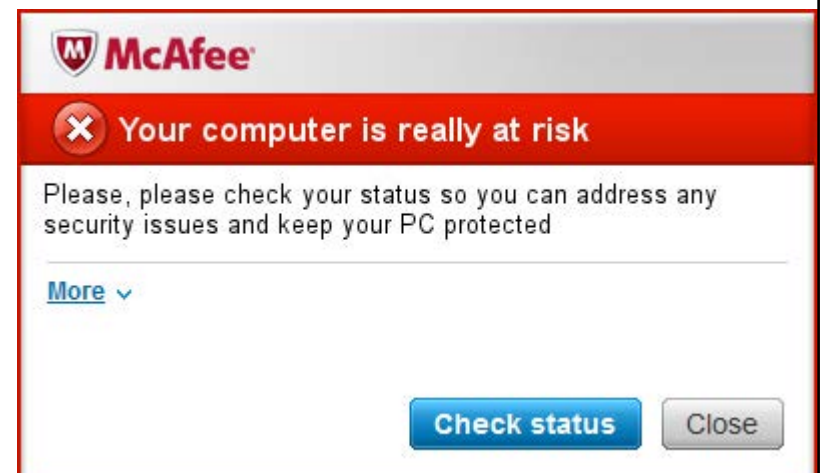 McAfee
Your computer is really at risk
Please, please check your status so you can address any
security issues and keep your PC protected
More
Check status
Close